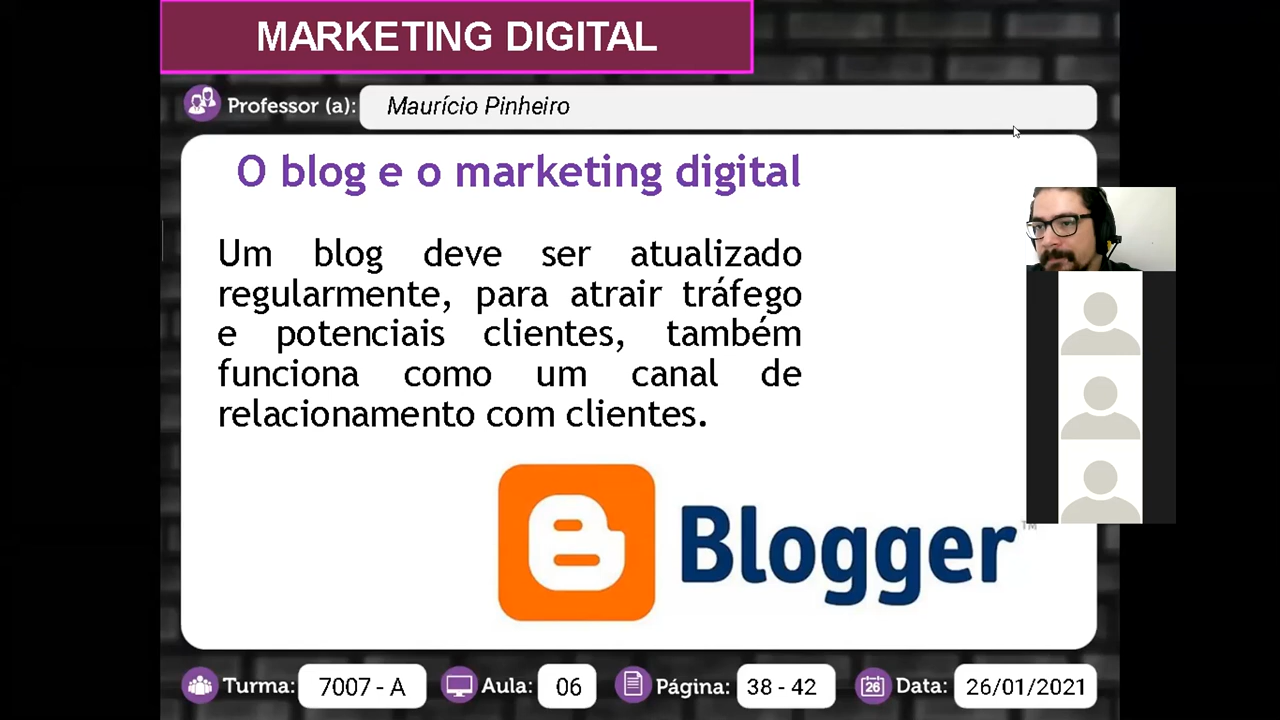 MARKETING DIGITAL
Professor (a): Maurício Pinheiro
O blog e o marketing digital
Um blog deve ser atualizado
regularmente, para atrair tráfego
e potenciais clientes, também
funciona como um canal de
relacionamento com clientes.
Blogger™
Turma: 7007 - A Aula: 06 Página: 38 - 42 26 Data: 26/01/2021